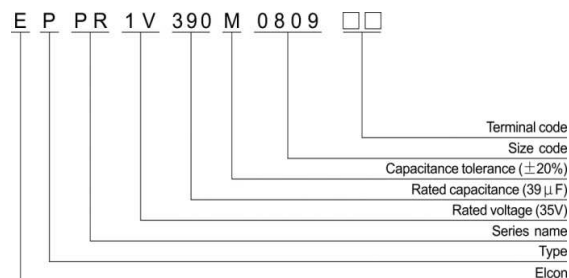 E P PR 1V 390 M 0809 □□
Terminal code
Size code
Capacitance tolerance (±20%)
Rated capacitance (39μF)
Rated voltage (35V)
Series name
Type
Elcon